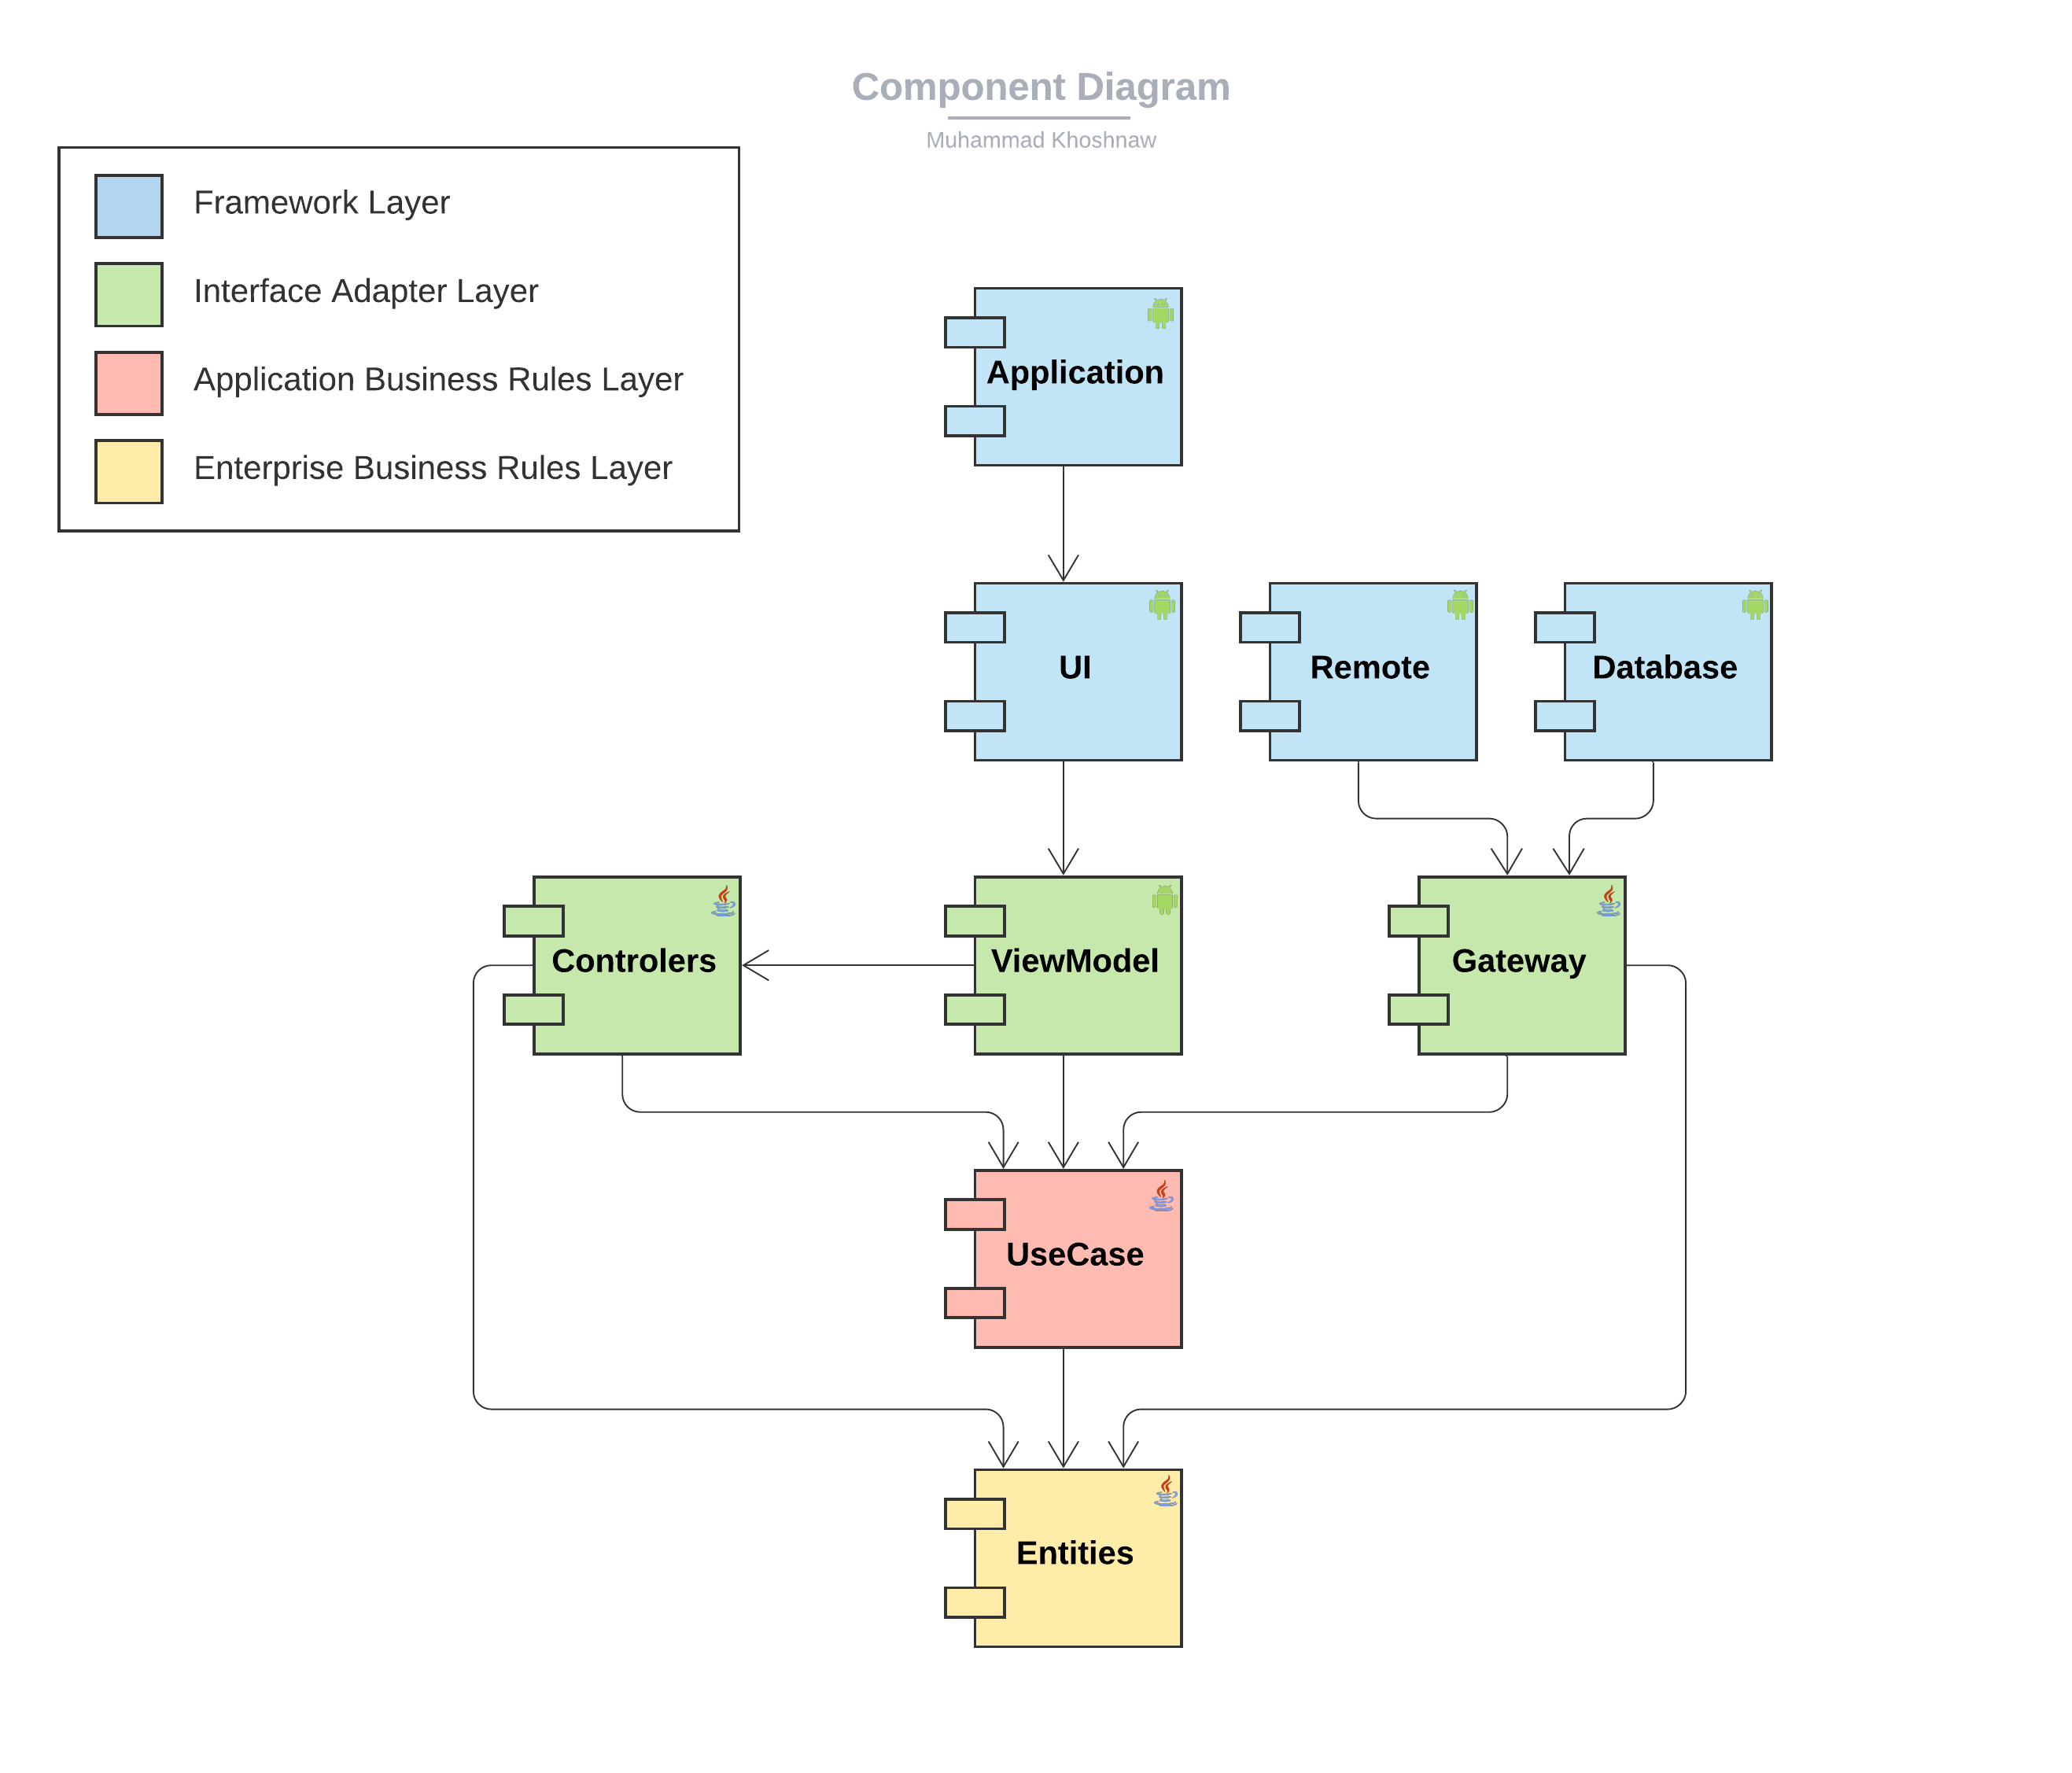 Component Diagram
Muhammad Khoshnaw
Framework Layer
Interface Adapter Layer
Application Business Rules Layer
Enterprise Business Rules Layer
Application
UI
Remote
Database
Controlers
ViewModel
Gateway
UseCase
Entities